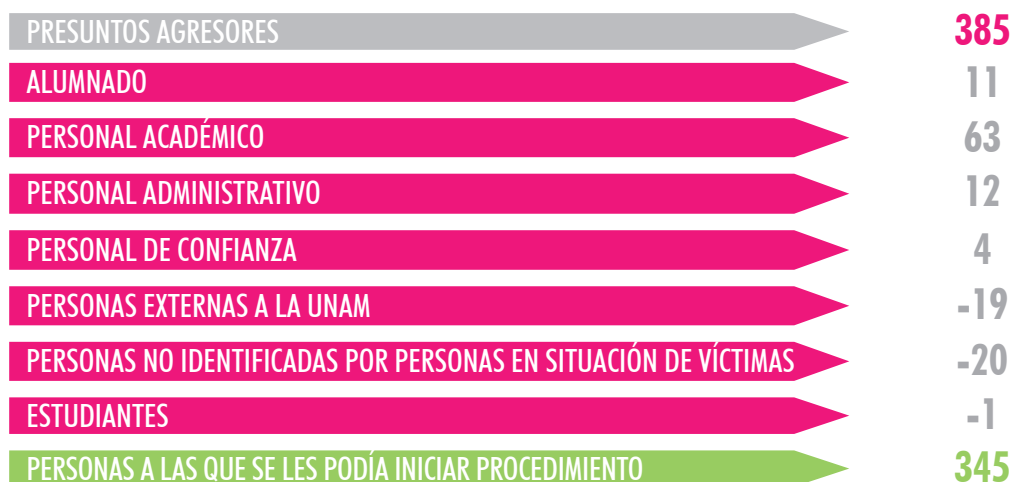 PRESUNTOS AGRESORES 385
ALUMNADO 11
PERSONAL ACADÉMICO 63
PERSONAL ADMINISTRATIVO 12
PERSONAL DE CONFIANZA 4
PERSONAS EXTERNAS A LA UNAM -19
PERSONAS NO IDENTIFICADAS POR PERSONAS EN SITUACIÓN DE VÍCTIMAS -20
ESTUDIANTES -1
PERSONAS A LAS QUE SE LES PODÍA INICIAR PROCEDIMIENTO 345